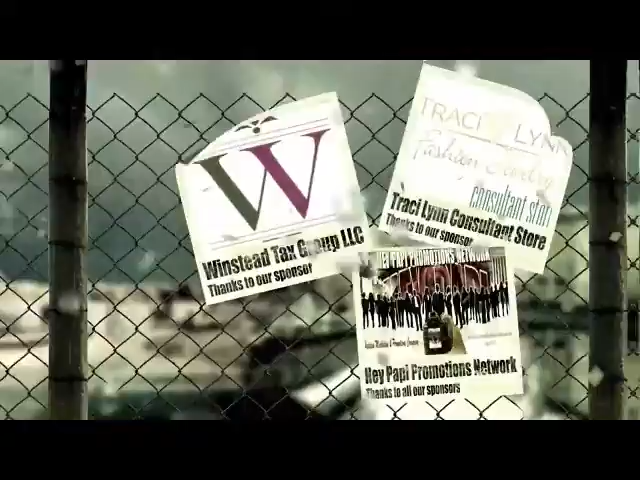 W
Winstead Tax Group LLC
Thanks to our sponsor
TRACI LYNN
Fashion Jewelry
consultant store
Traci Lynn Consultant Store
Thanks to our sponsor
HEY PAPI PROMOTIONS NETWORK
Hey Papi Promotions Network
Thanks to all our sponsors